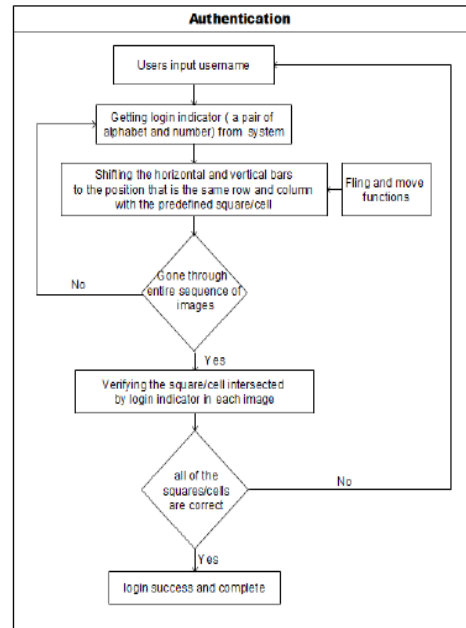 Authentication
Users input username
Getting login indicator ( a pair of
alphabet and number) from system
Shifting the horizontal and vertical bars
to the position that is the same row and column
with the predefined square/cell
Fling and move
functions
Gone through
entire sequence of
images
No
Yes
Verifying the square/cell intersected
by login indicator in each image
all of the
squares/cells
are correct
No
Yes
login success and complete